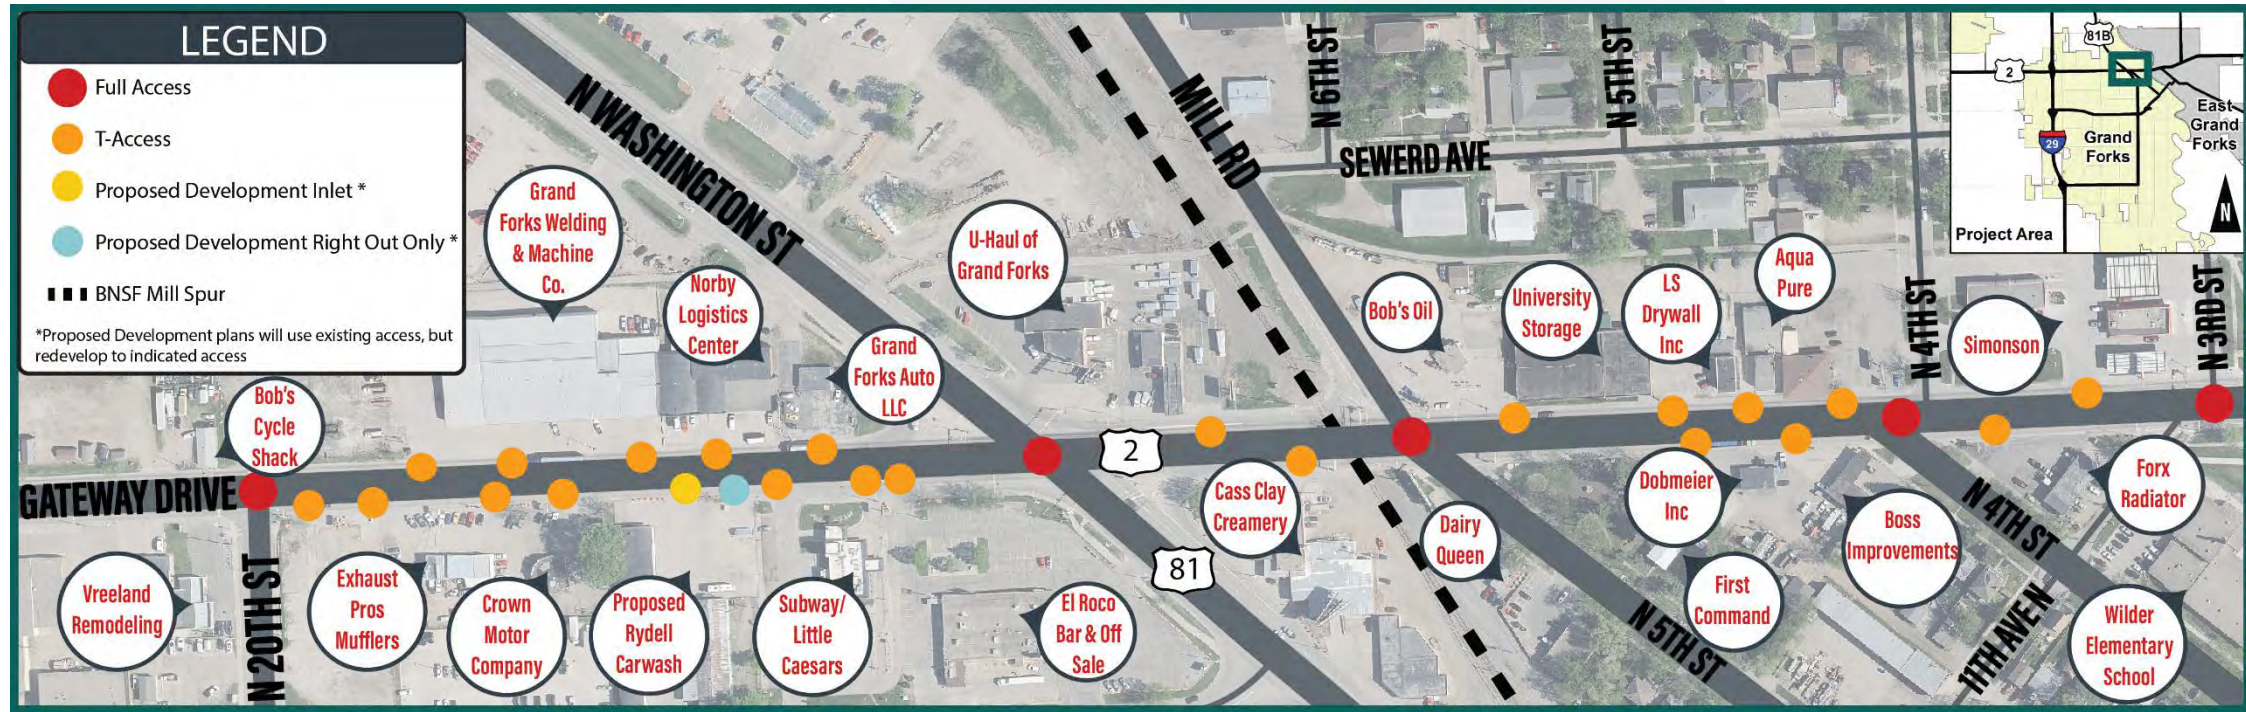 LEGEND
Full Access
T-Access
Proposed Development Inlet *
Proposed Development Right Out Only *
BNSF Mill Spur
*Proposed Development plans will use existing access, but
redevelop to indicated access
N WASHINGTON ST
MILL RD
N 6TH ST
N 5TH ST
SEWERD AVE
81B
2
29
Grand
Forks
East
Grand
Forks
N
Project Area
Grand
Forks Welding
& Machine
Co.
Norby
Logistics
Center
Grand
Forks Auto
LLC
U-Haul of
Grand Forks
Bob's Oil
University
Storage
LS
Drywall
Inc
Aqua
Pure
N 4TH ST
Simonson
N 3RD ST
Bob's
Cycle
Shack
GATEWAY DRIVE
2
81
N 20TH ST
Vreeland
Remodeling
Exhaust
Pros
Mufflers
Crown
Motor
Company
Proposed
Rydell
Carwash
Subway/
Little
Caesars
El Roco
Bar & Off
Sale
Cass Clay
Creamery
Dairy
Queen
N 5TH ST
Dobmeier
Inc
First
Command
Boss
Improvements
N 4TH ST
11TH AVE N
Forx
Radiator
Wilder
Elementary
School